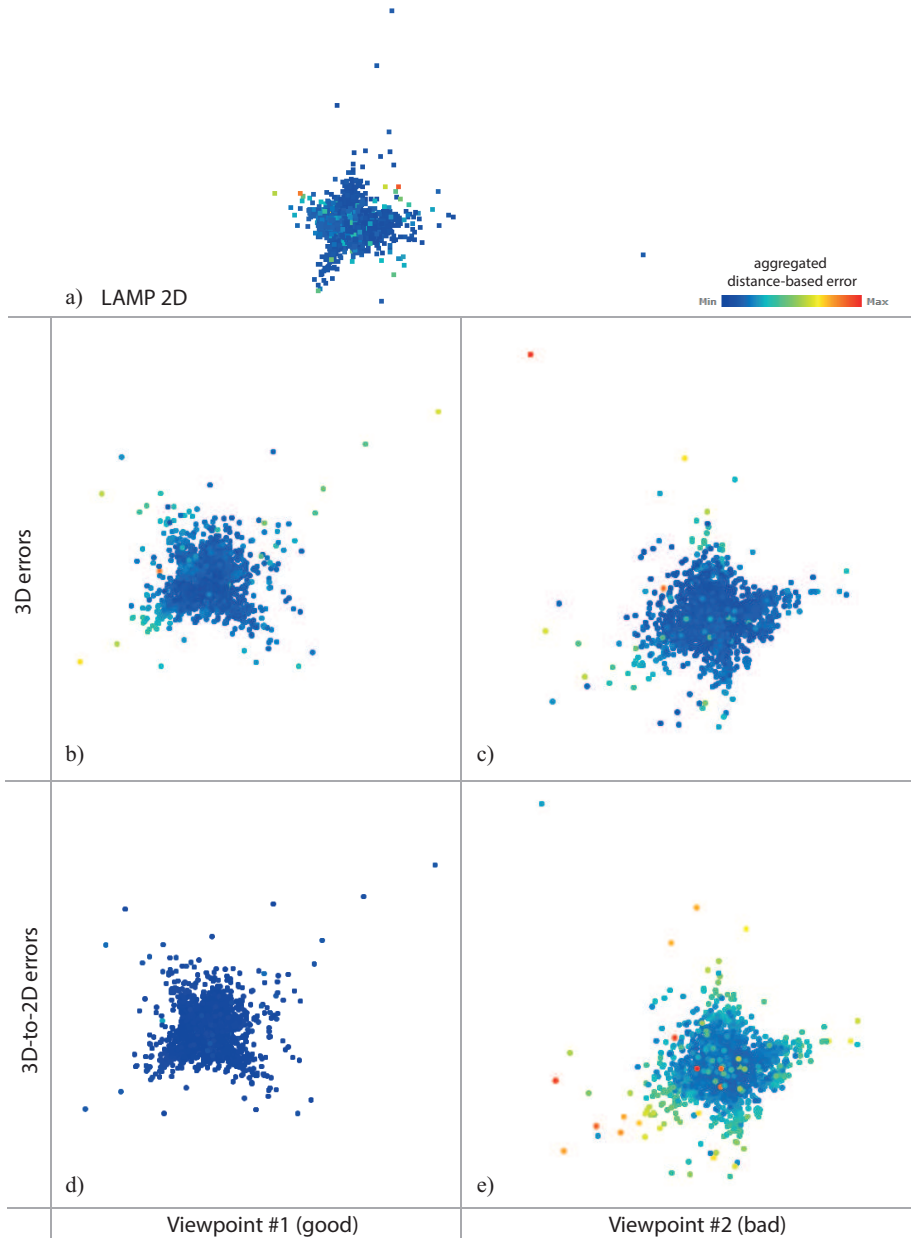 a) LAMP 2D
aggregated
distance-based error
Min Max
3D errors
b)
c)
3D-to-2D errors
d)
e)
Viewpoint #1 (good)
Viewpoint #2 (bad)